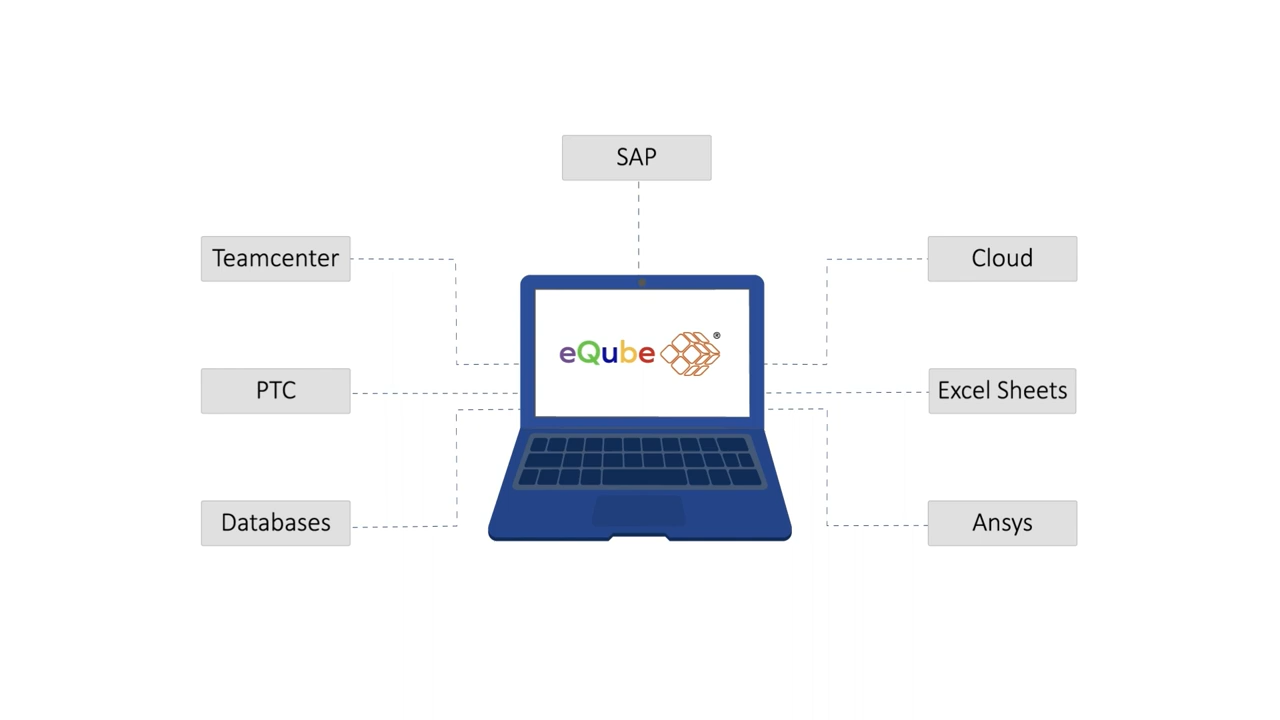 SAP
Teamcenter
Cloud
eQube ®
PTC
Excel Sheets
Databases
Ansys